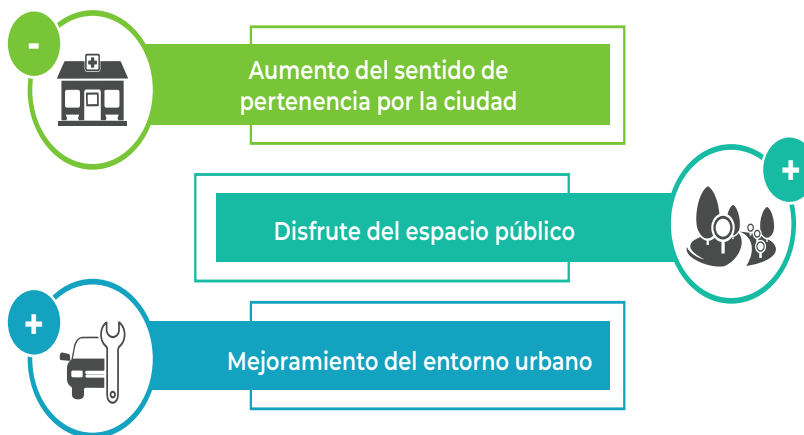 -
Aumento del sentido de
pertenencia por la ciudad
Disfrute del espacio público
+
+
Mejoramiento del entorno urbano